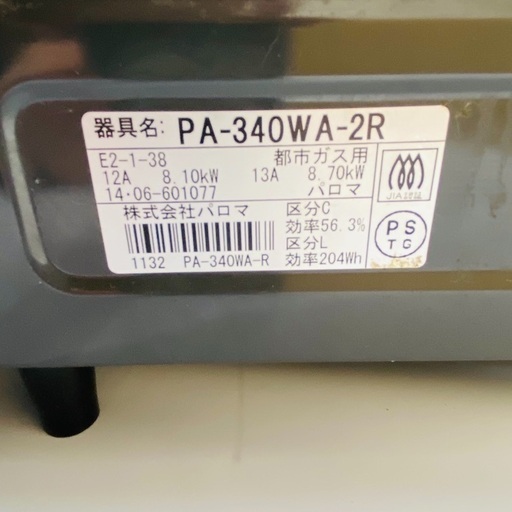 器具名: PA-340WA-2R
E2-1-38 都市ガス用
12A 8.10kW 13A 8.70kW
14・06-601077 パロマ
JIA認証
株式会社パロマ 区分C
効率56.3%
区分L
1132 PA-340WA-R 効率204Wh
PS
TG